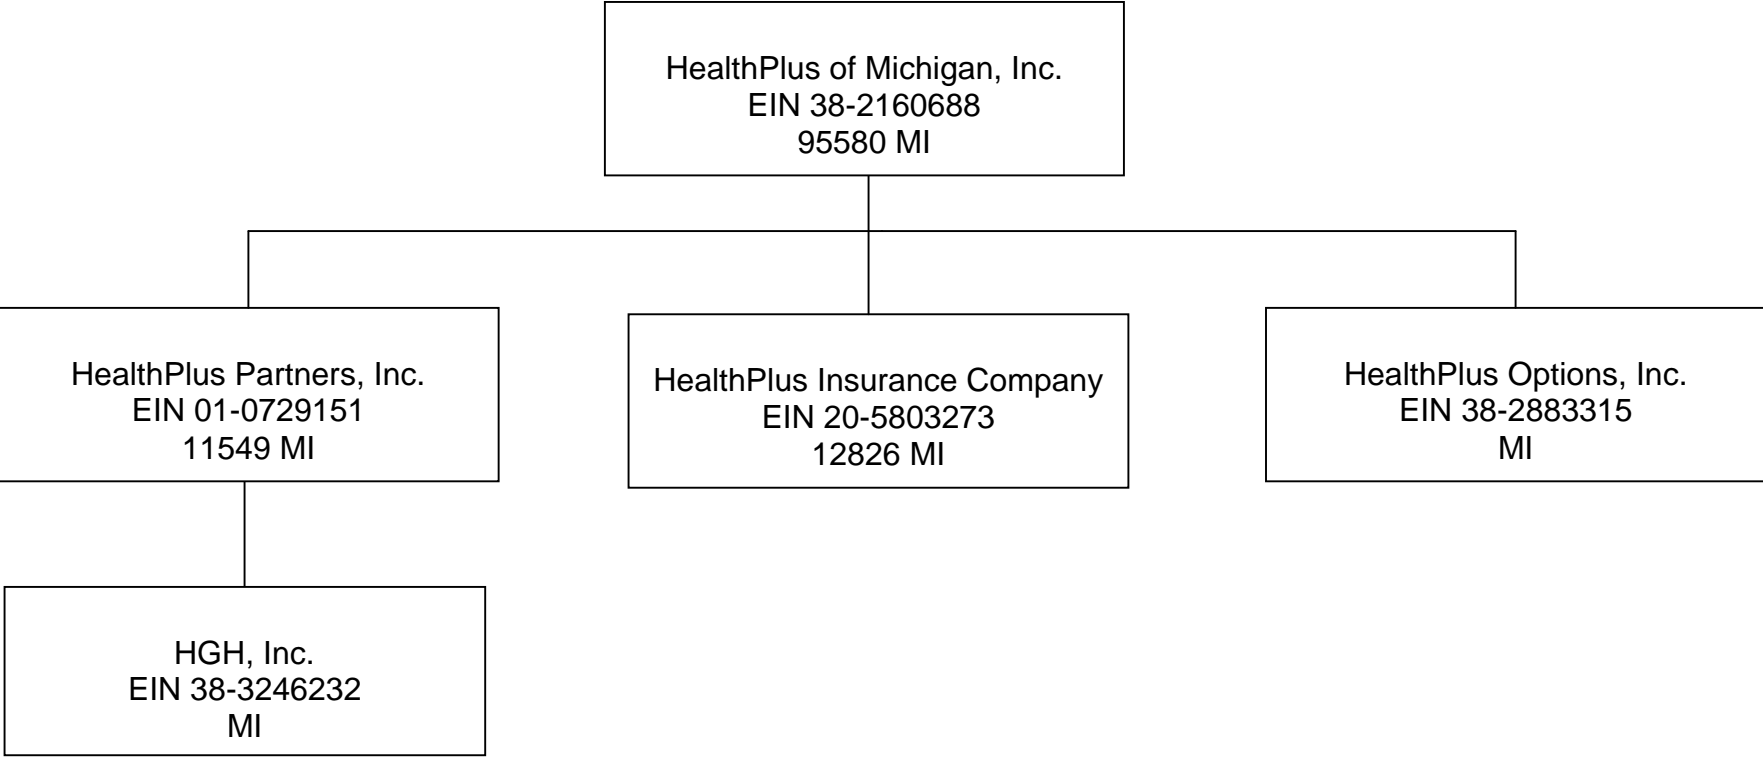 HealthPlus of Michigan, Inc.
EIN 38-2160688
95580 MI
HealthPlus Partners, Inc.
EIN 01-0729151
11549 MI
HealthPlus Insurance Company
EIN 20-5803273
12826 MI
HealthPlus Options, Inc.
EIN 38-2883315
MI
HGH, Inc.
EIN 38-3246232
MI